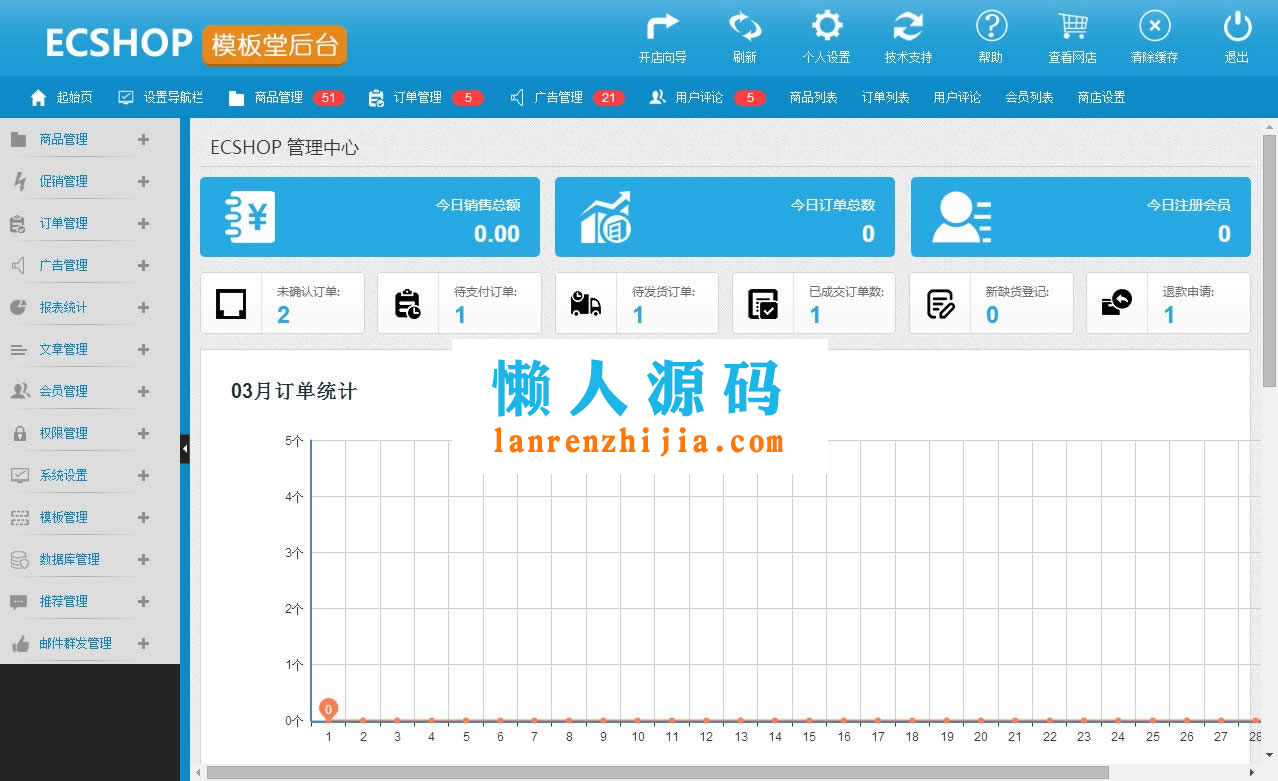 ECSHOP 模板堂后台
开店向导 刷新 个人设置 技术支持 帮助 查看网店 清除缓存 退出
起始页 设置导航栏 商品管理 51 订单管理 5 广告管理 21 用户评论 5 商品列表 订单列表 用户评论 会员列表 商店设置
商品管理
促销管理
订单管理
广告管理
报表统计
文章管理
会员管理
权限管理
系统设置
模板管理
数据库管理
推荐管理
邮件群发管理
ECSHOP 管理中心
今日销售总额
0.00
今日订单总数
0
今日注册会员
0
未确认订单:
2
待支付订单:
1
待发货订单:
1
已成交订单数:
1
新缺货登记:
0
退款申请:
1
03月订单统计
懒人源码
lanrenzhijia.com
5个
4个
3个
2个
1个
0个
0
1 2 3 4 5 6 7 8 9 10 11 12 13 14 15 16 17 18 19 20 21 22 23 24 25 26 27 28